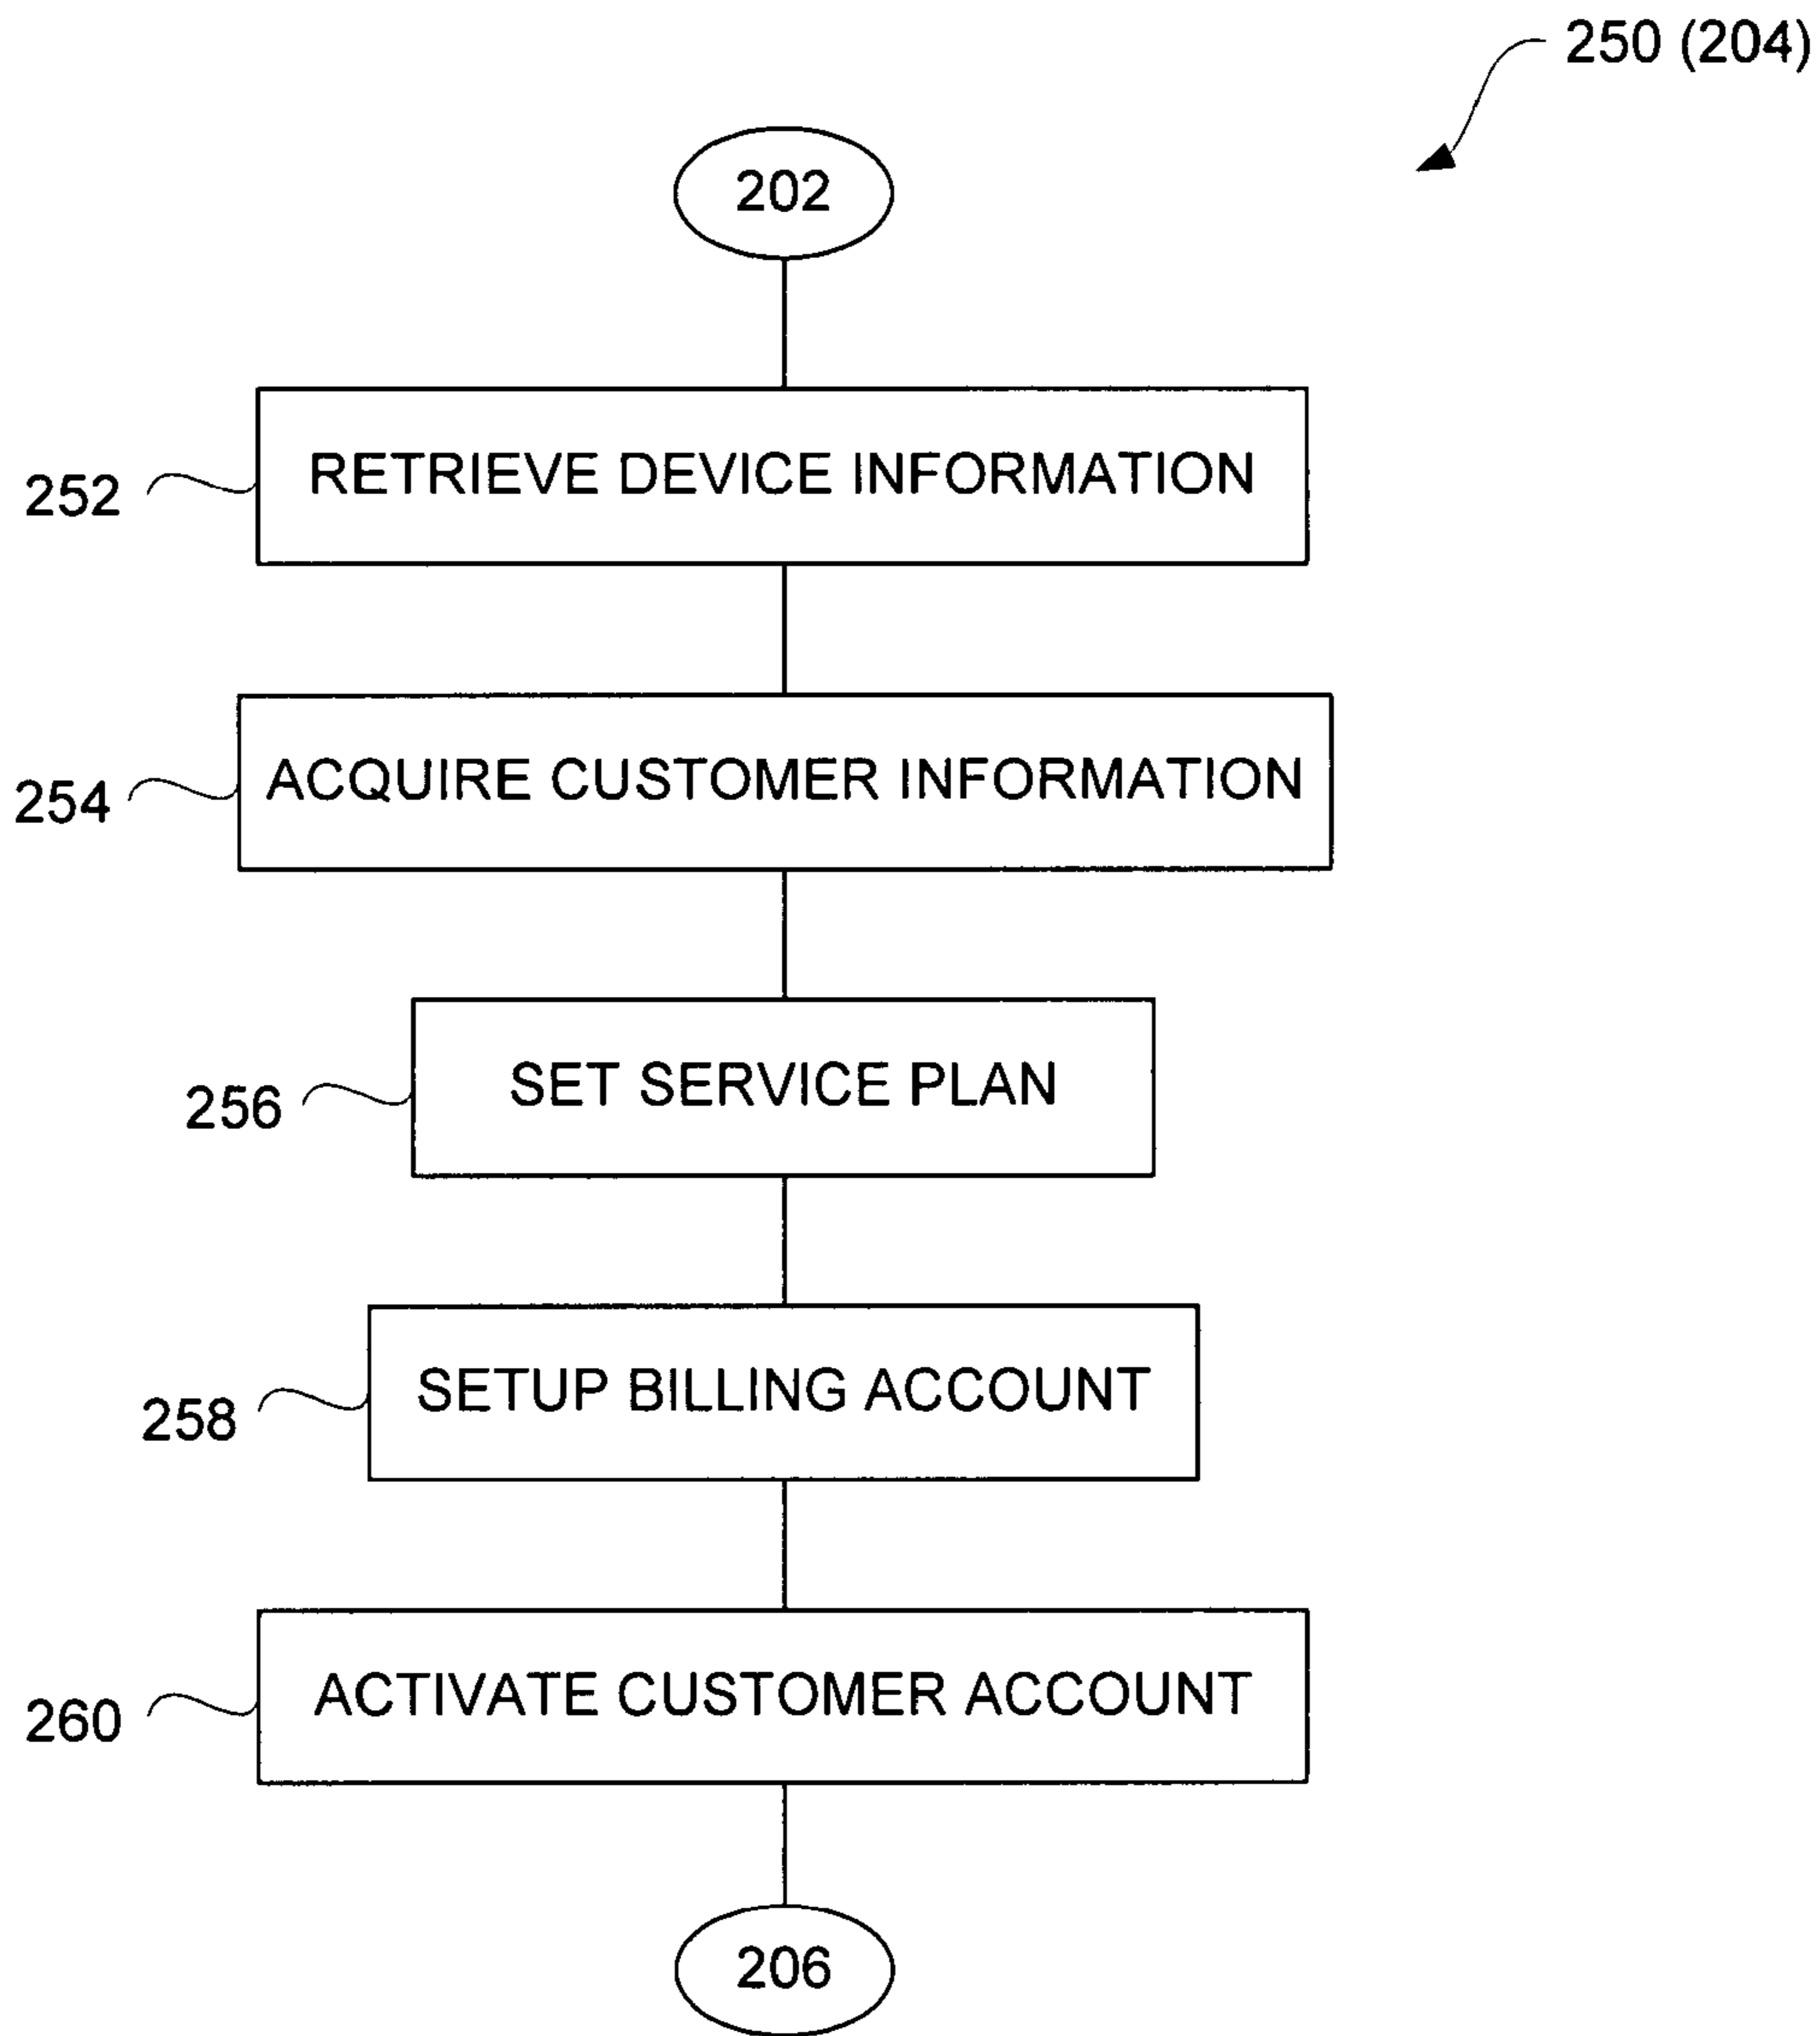 250 (204)
202
252
RETRIEVE DEVICE INFORMATION
254
ACQUIRE CUSTOMER INFORMATION
256
SET SERVICE PLAN
258
SETUP BILLING ACCOUNT
260
ACTIVATE CUSTOMER ACCOUNT
206